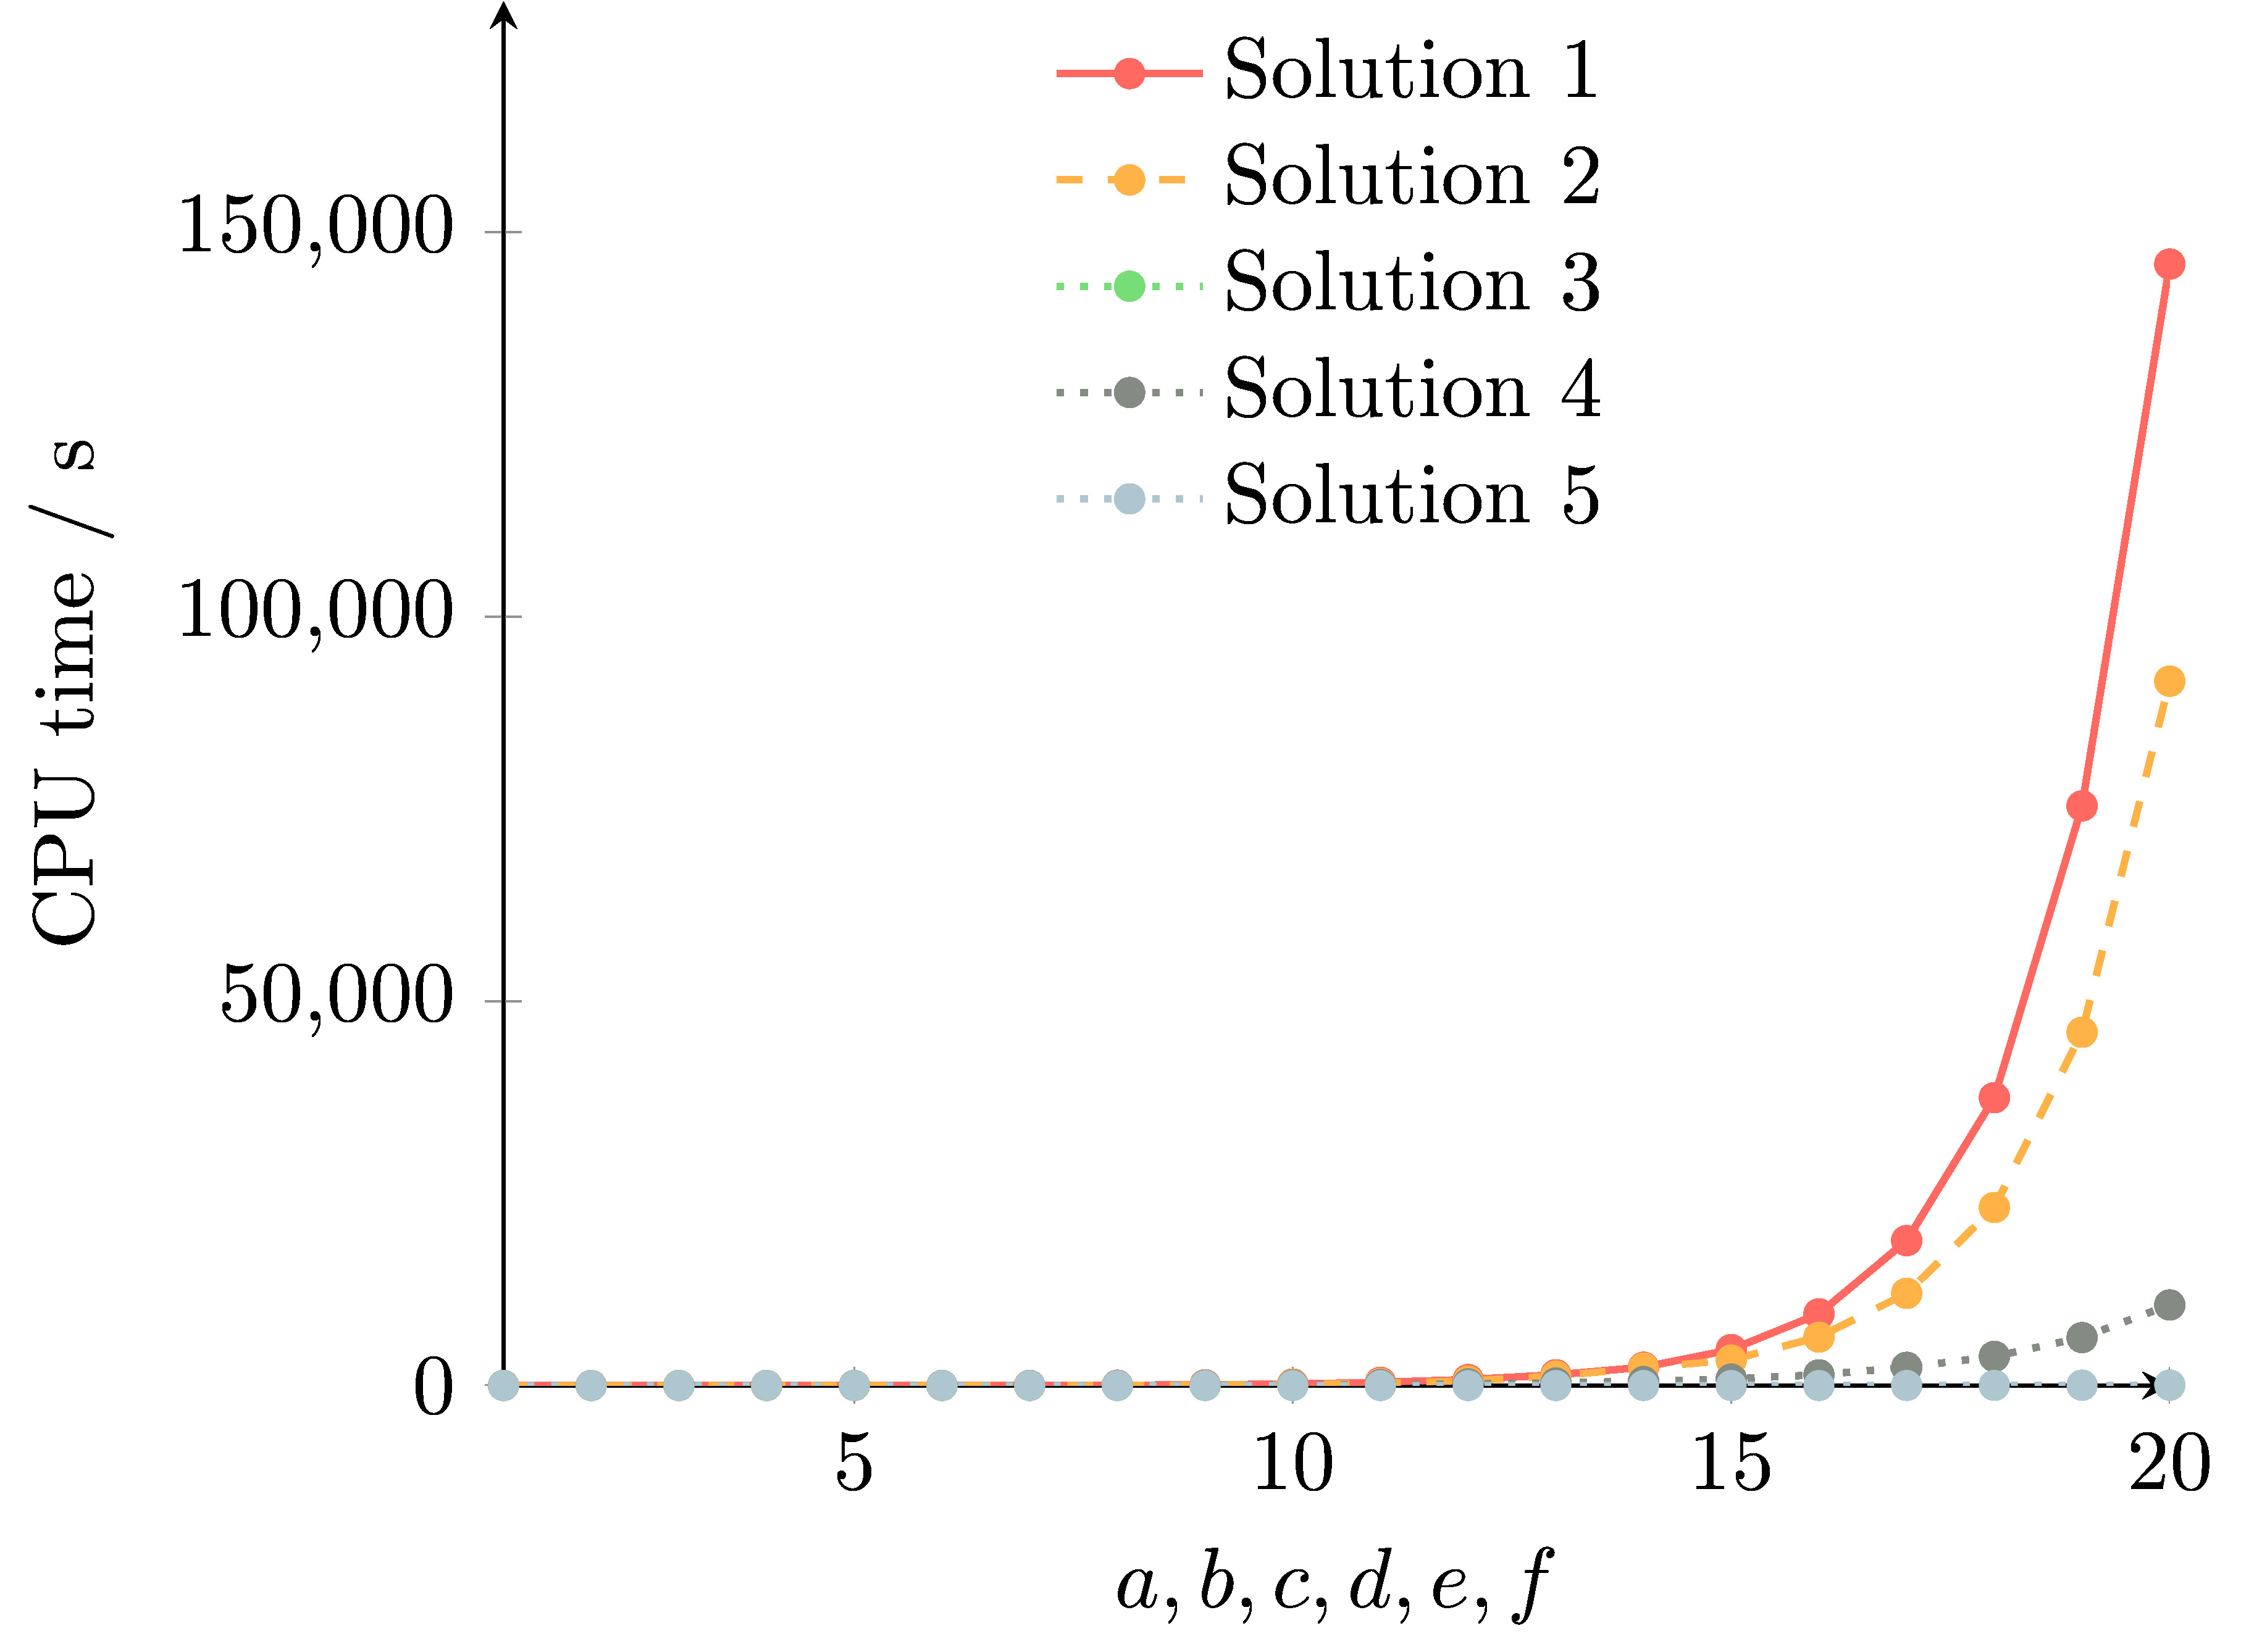 Solution 1
Solution 2
Solution 3
Solution 4
Solution 5
CPU time / s
150,000
100,000
50,000
0
5 10 15 20
a, b, c, d, e, f